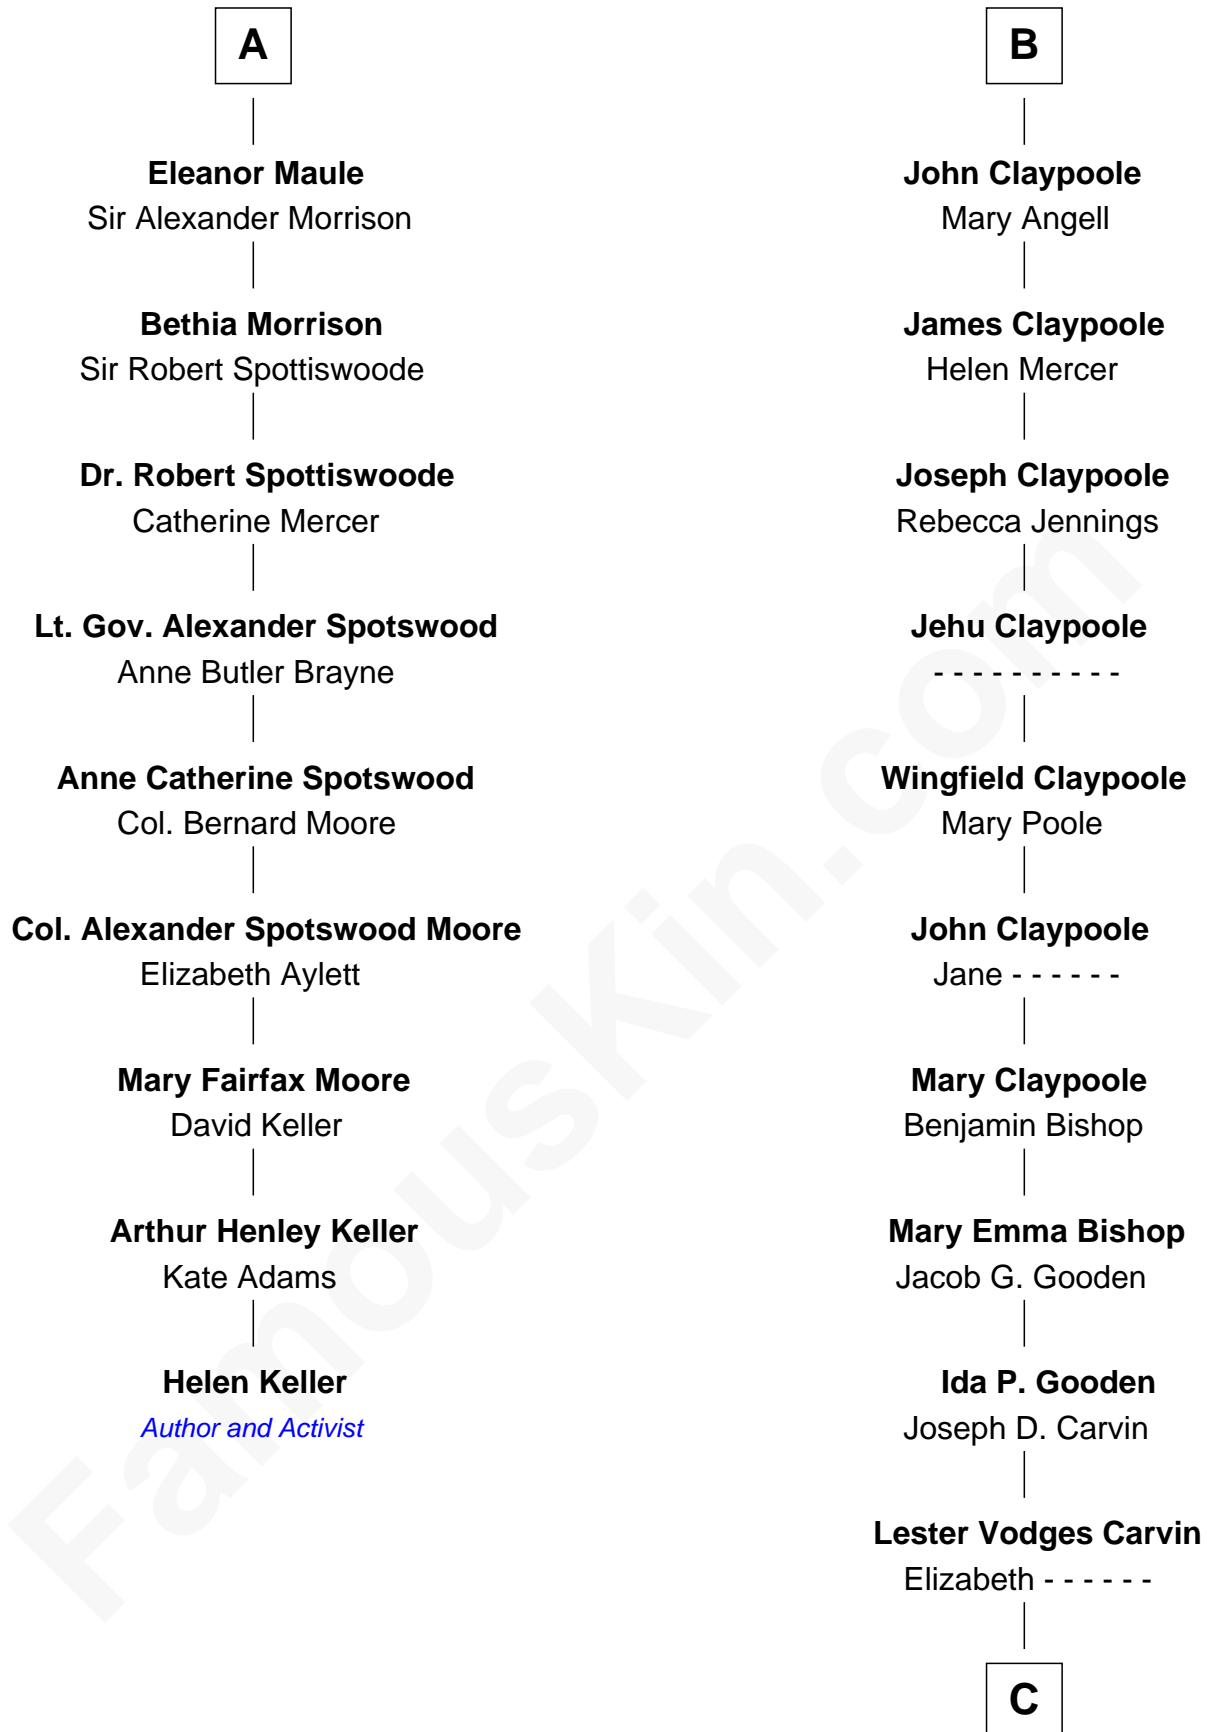 A
Eleanor Maule
Sir Alexander Morrison
Bethia Morrison
Sir Robert Spottiswoode
Dr. Robert Spottiswoode
Catherine Mercer
Lt. Gov. Alexander Spotswood
Anne Butler Brayne
Anne Catherine Spotswood
Col. Bernard Moore
Col. Alexander Spotswood Moore
Elizabeth Aylett
Mary Fairfax Moore
David Keller
Arthur Henley Keller
Kate Adams
Helen Keller
Author and Activist
B
John Claypoole
Mary Angell
James Claypoole
Helen Mercer
Joseph Claypoole
Rebecca Jennings
Jehu Claypoole
- - - - - - - - - -
Wingfield Claypoole
Mary Poole
John Claypoole
Jane - - - - - -
Mary Claypoole
Benjamin Bishop
Mary Emma Bishop
Jacob G. Gooden
Ida P. Gooden
Joseph D. Carvin
Lester Vodges Carvin
Elizabeth - - - - - -
C
FamousKin.com